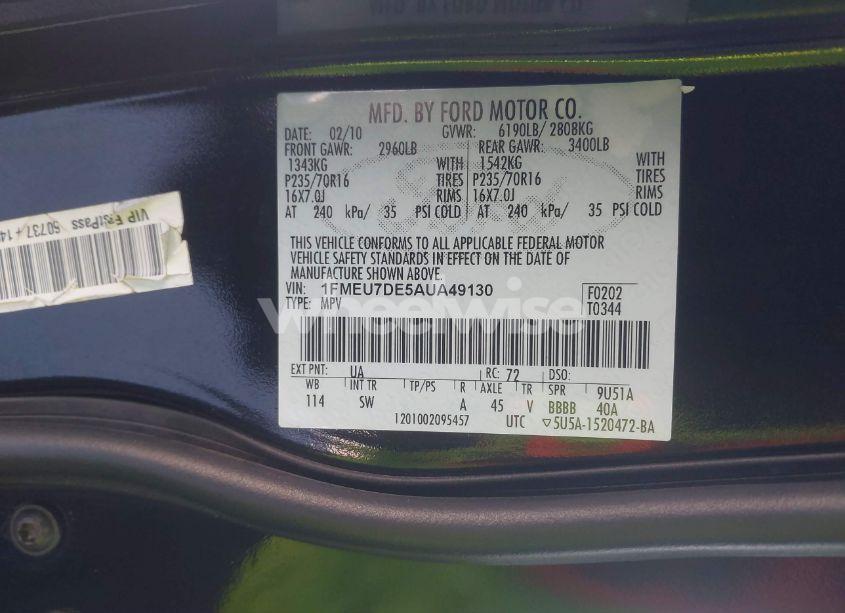 MFD. BY FORD MOTOR CO.
DATE: 02/10 GVWR: 6190LB/ 2808KG
FRONT GAWR: 2960LB REAR GAWR: 3400LB
1343KG WITH 1542KG WITH
P235/70R16 TIRES P235/70R16 TIRES
16X7.0J RIMS 16X7.0J RIMS
AT 240 kPa/ 35 PSI COLD AT 240 kPa/ 35 PSI COLD
THIS VEHICLE CONFORMS TO ALL APPLICABLE FEDERAL MOTOR
VEHICLE SAFETY STANDARDS IN EFFECT ON THE DATE OF
MANUFACTURE SHOWN ABOVE.
VIN: 1FMEU7DE5AUA49130 F0202
TYPE: MPV T0344
wheelwise
EXT PNT: UA RC: 72 DSO:
WB INT TR TP/PS R AXLE TR SPR 9U51A
114 SW A 45 V BBBB 40A
1201002095457 UTC ▽5U5A-1520472-BA
VIP FastPass
50737 + 14